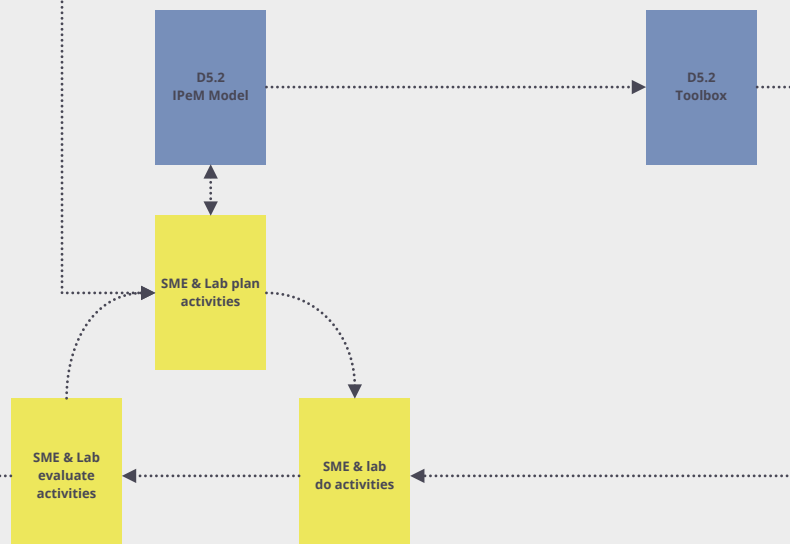 D5.2
IPeM Model
D5.2
Toolbox
SME & Lab plan
activities
SME & Lab
evaluate
activities
SME & lab
do activities